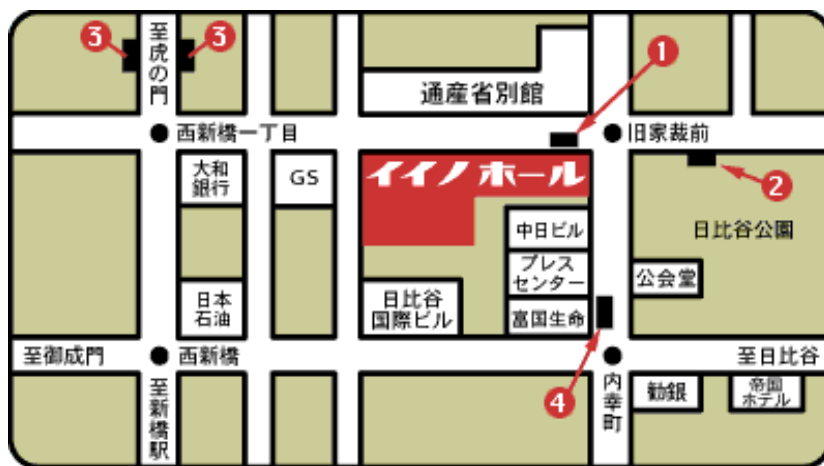 3
至虎の門
3
通産省別館
1
西新橋一丁目
旧家裁前
大和
銀行
GS
イイノ ホール
2
中日ビル
日比谷公園
プレス
センター
公会堂
日本
石油
日比谷
国際ビル
富国生命
至御成門
西新橋
至日比谷
至新橋駅
4
内幸町
勧銀
帝国
ホテル